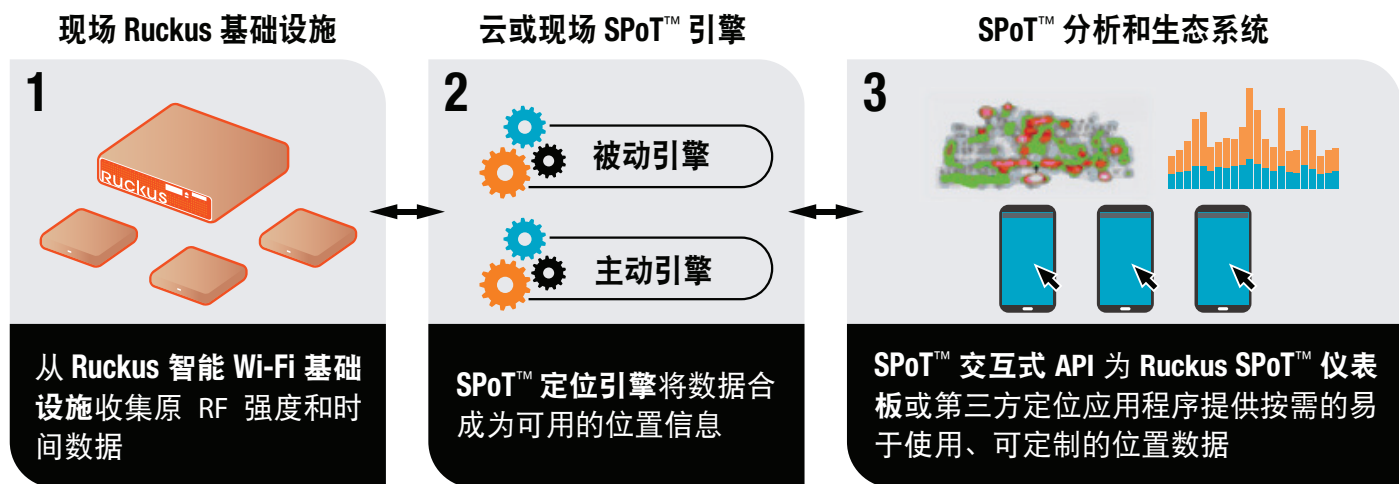 现场 Ruckus 基础设施
云或现场 SPoT™ 引擎
SPoT™ 分析和生态系统
1
Ruckus
2
被动引擎
主动引擎
3
从 Ruckus 智能 Wi-Fi 基础
设施收集原 RF 强度和时
间数据
SPoT™ 定位引擎将数据合
成为可用的位置信息
SPoT™ 交互式 API 为 Ruckus SPoT™ 仪表
板或第三方定位应用程序提供按需的易
于使用、可定制的位置数据